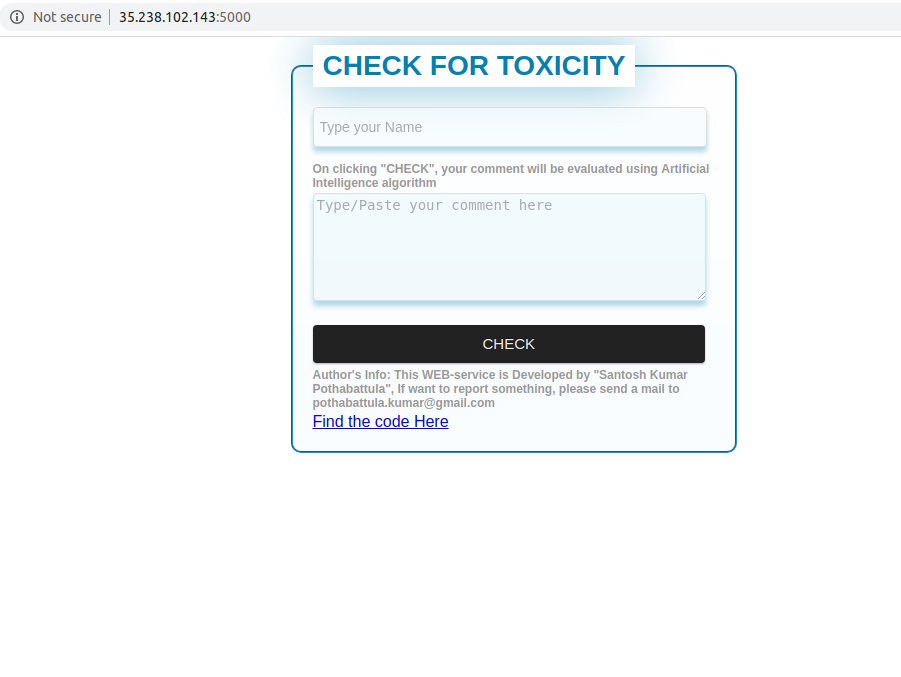 Not secure | 35.238.102.143:5000
CHECK FOR TOXICITY
Type your Name
On clicking "CHECK", your comment will be evaluated using Artificial
Intelligence algorithm
Type/Paste your comment here
CHECK
Author's Info: This WEB-service is Developed by "Santosh Kumar
Pothabattula", If want to report something, please send a mail to
pothabattula.kumar@gmail.com
Find the code Here